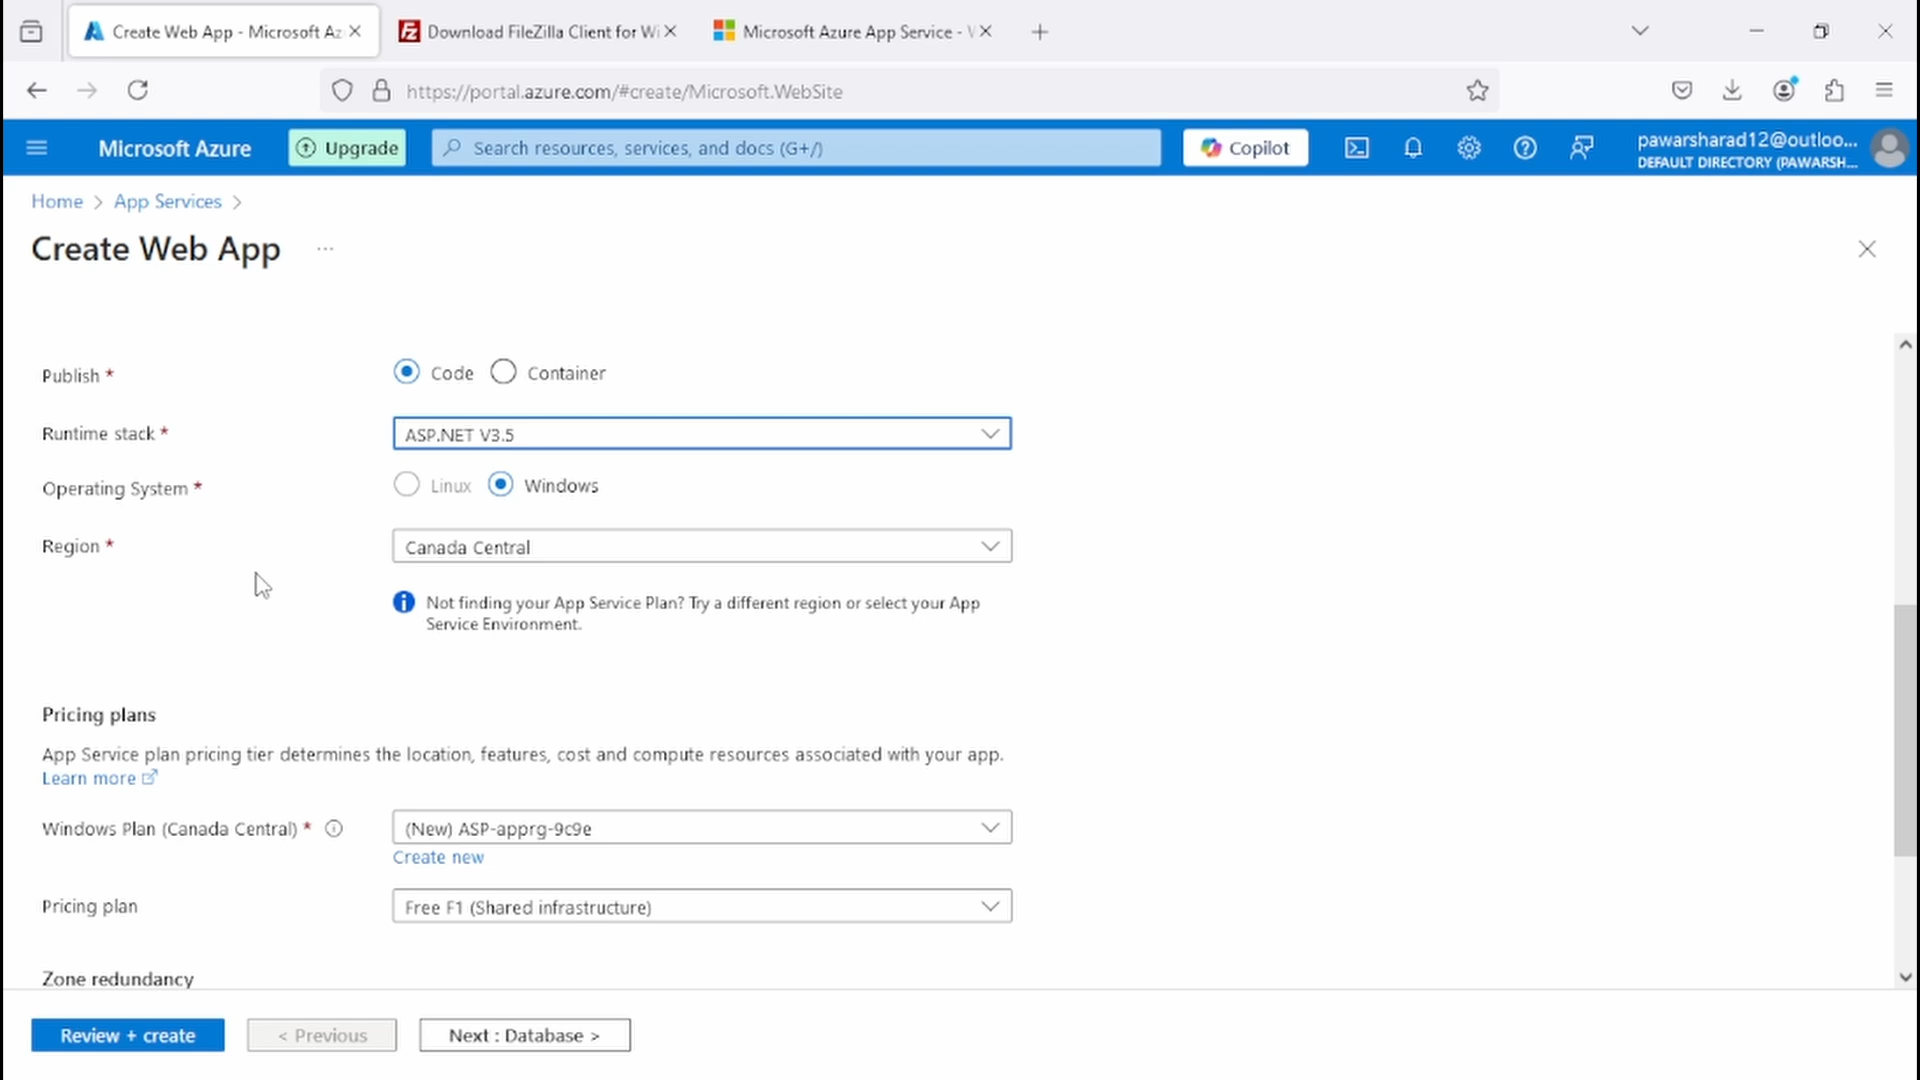 Create Web App - Microsoft Az
Download FileZilla Client for Wi
Microsoft Azure App Service - V
https://portal.azure.com/#create/Microsoft.WebSite
Microsoft Azure
Upgrade
Search resources, services, and docs (G+/)
Copilot
pawarsharad12@outloo...
DEFAULT DIRECTORY (PAWARSH...
Home > App Services >
Create Web App ...
Publish *
Code
Container
Runtime stack *
ASP.NET V3.5
Operating System *
Linux
Windows
Region *
Canada Central
Not finding your App Service Plan? Try a different region or select your App
Service Environment.
Pricing plans
App Service plan pricing tier determines the location, features, cost and compute resources associated with your app.
Learn more
Windows Plan (Canada Central) *
(New) ASP-apprg-9c9e
Create new
Pricing plan
Free F1 (Shared infrastructure)
Zone redundancy
Review + create
< Previous
Next : Database >